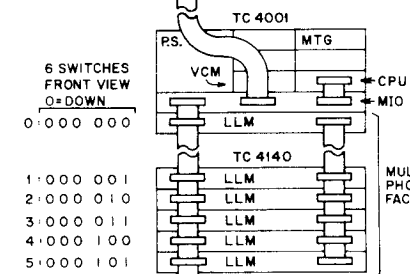 TC 4001
P.S.
MTG
VCM
CPU
MIO
6 SWITCHES
FRONT VIEW
0=DOWN
0:000 000
LLM
TC 4140
1:000 001
LLM
2:000 010
LLM
3:000 011
LLM
4:000 100
LLM
5:000 101
LLM
MUL
PHO
FAC